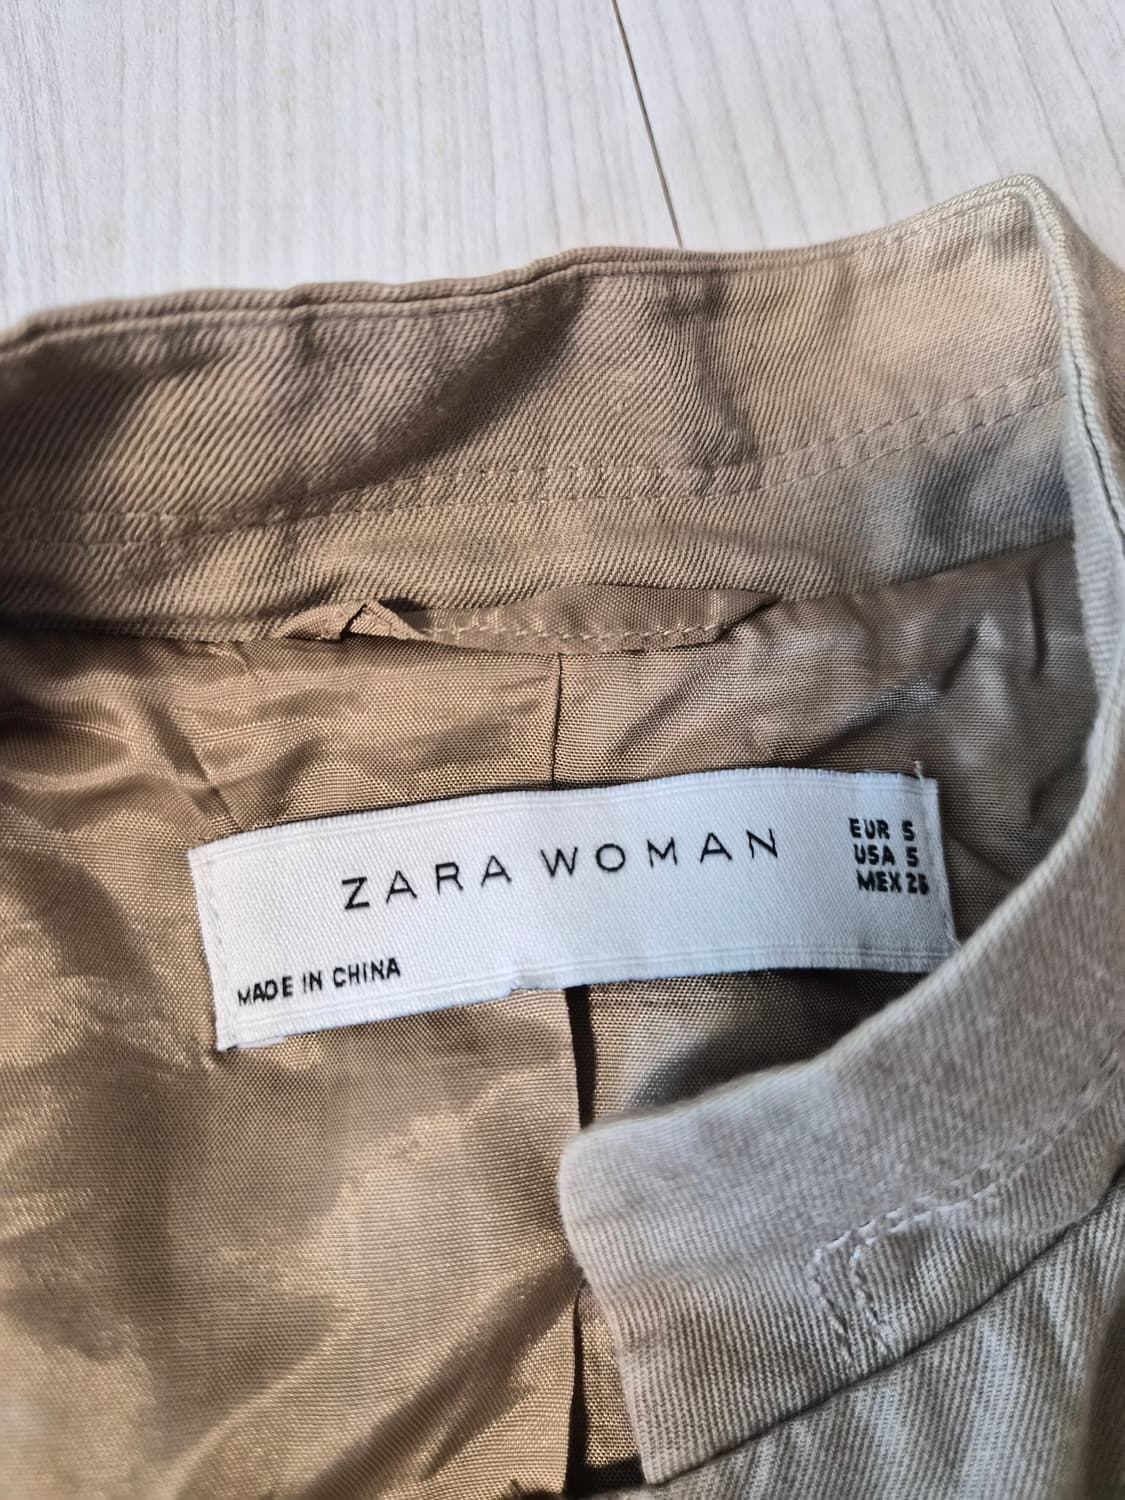 ZARA WOMAN
EUR S
USA S
MEX 26
MADE IN CHINA